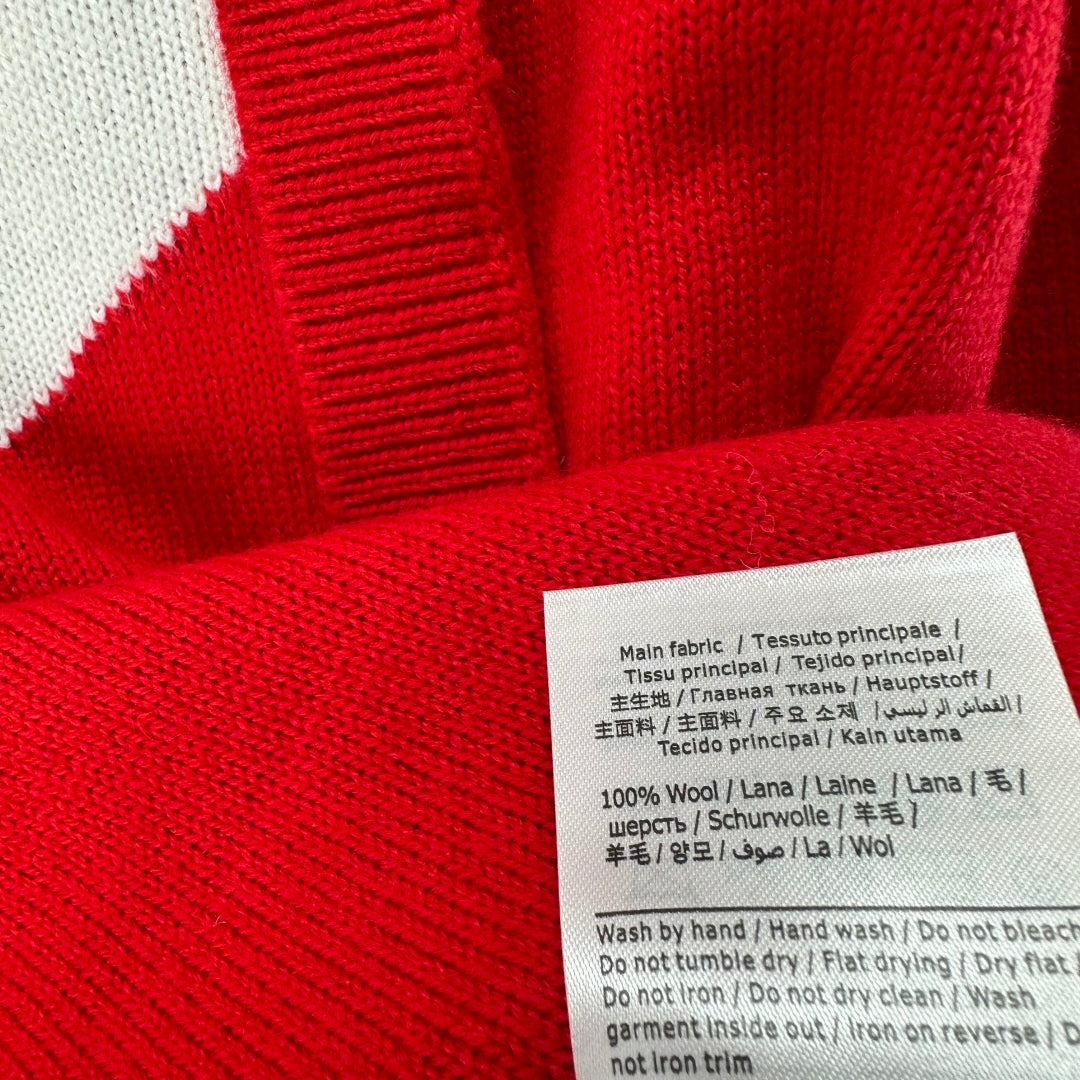 Main fabric / Tessuto principale /
Tissu principal / Tejido principal/
主生地 / Главная ткань / Hauptstoff /
主面料 / 主面料 / 주요 소재 / القماش الرئيسي /
Tecido principal / Kain utama
100% Wool / Lana / Laine / Lana / 毛 /
шерсть / Schurwolle / 羊毛 /
羊毛 / 양모 / صوف / La / Wol
Wash by hand / Hand wash / Do not bleach
Do not tumble dry / Flat drying / Dry flat /
Do not iron / Do not dry clean / Wash
garment inside out / Iron on reverse / D
not iron trim